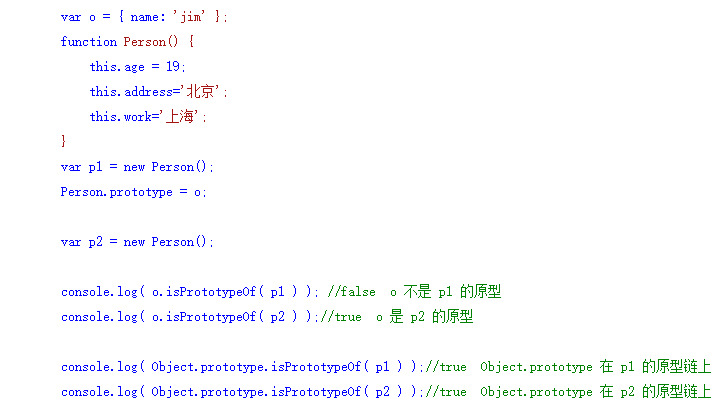 var o = { name: 'jim' };
function Person() {
this.age = 19;
this.address='北京';
this.work='上海';
}
var p1 = new Person();
Person.prototype = o;
var p2 = new Person();
console.log( o.isPrototypeOf( p1 ) ); //false  o 不是 p1 的原型
console.log( o.isPrototypeOf( p2 ) );//true  o 是 p2 的原型
console.log( Object.prototype.isPrototypeOf( p1 ) );//true  Object.prototype 在 p1 的原型链上
console.log( Object.prototype.isPrototypeOf( p2 ) );//true  Object.prototype 在 p2 的原型链上